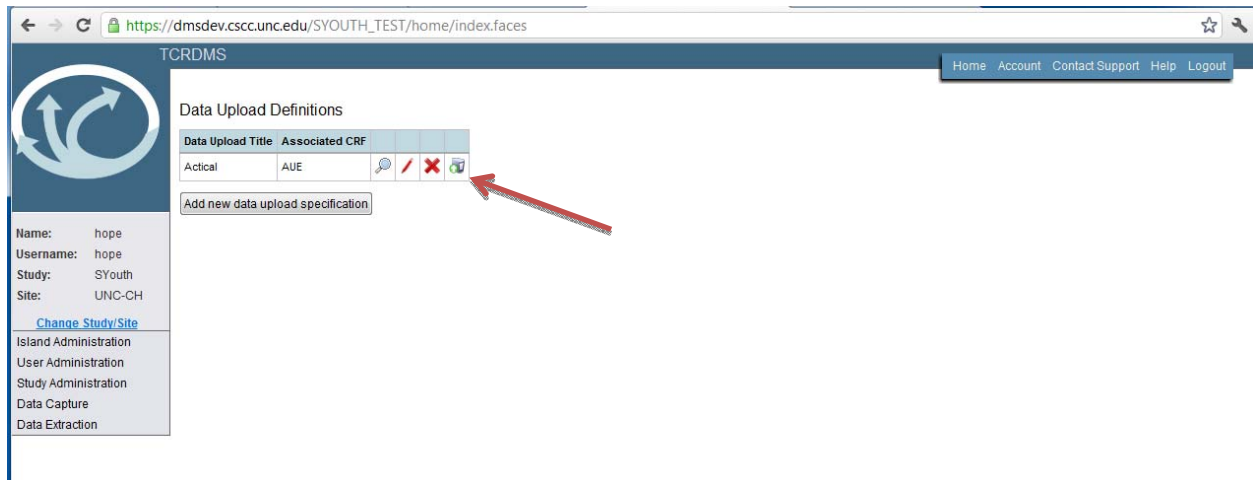 https://dmsdev.cscc.unc.edu/SYOUTH_TEST/home/index.faces
TCRDMS
Home Account Contact Support Help Logout
Data Upload Definitions
Data Upload Title Associated CRF
Actical AUE
Add new data upload specification
Name: hope
Username: hope
Study: SYouth
Site: UNC-CH
Change Study/Site
Island Administration
User Administration
Study Administration
Data Capture
Data Extraction